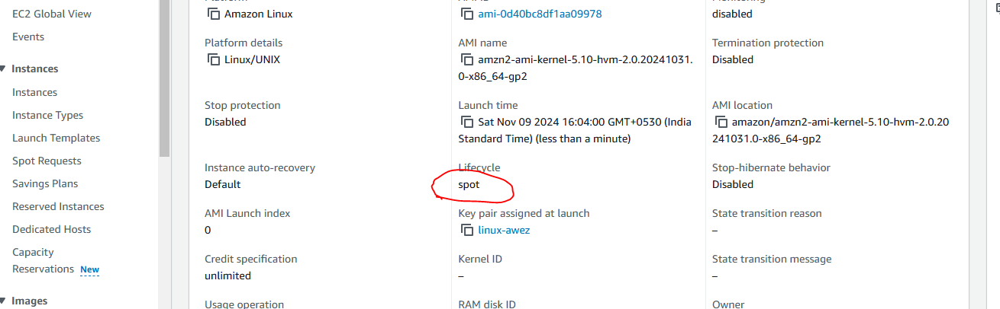 EC2 Global View
Events
Instances
Instances
Instance Types
Launch Templates
Spot Requests
Savings Plans
Reserved Instances
Dedicated Hosts
Capacity
Reservations New
Images
Amazon Linux
ami-0d40bc8df1aa09978
disabled
Platform details
AMI name
Termination protection
Linux/UNIX
amzn2-ami-kernel-5.10-hvm-2.0.20241031.
0-x86_64-gp2
Disabled
Stop protection
Launch time
AMI location
Disabled
Sat Nov 09 2024 16:04:00 GMT+0530 (India
Standard Time) (less than a minute)
amazon/amzn2-ami-kernel-5.10-hvm-2.0.20
241031.0-x86_64-gp2
Instance auto-recovery
Lifecycle
Stop-hibernate behavior
Default
spot
Disabled
AMI Launch index
Key pair assigned at launch
State transition reason
0
linux-awez
–
Credit specification
Kernel ID
State transition message
unlimited
–
–
Usage operation
RAM disk ID
Owner